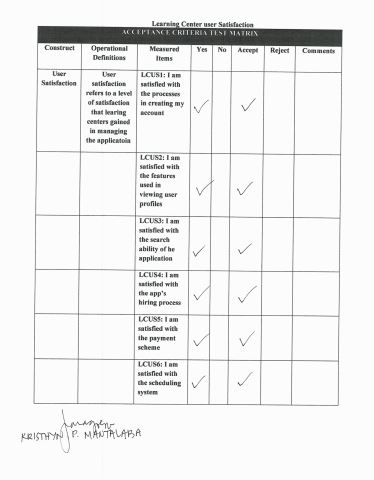 Learning Center user Satisfaction
ACCEPTANCE CRITERIA TEST MATRIX
Construct Operational Definitions Measured Items Yes No Accept Reject Comments
User
Satisfaction
User
satisfaction
refers to a level
of satisfaction
that learing
centers gained
in managing
the applicatoin
LCUS1: I am
satisfied with
the processes
in creating my
account
LCUS2: I am
satisfied with
the features
used in
viewing user
profiles
LCUS3: I am
satisfied with
the search
ability of he
application
LCUS4: I am
satisfied with
the app's
hiring process
LCUS5: I am
satisfied with
the payment
scheme
LCUS6: I am
satisfied with
the scheduling
system
KRISTHYN P. MANTALABA